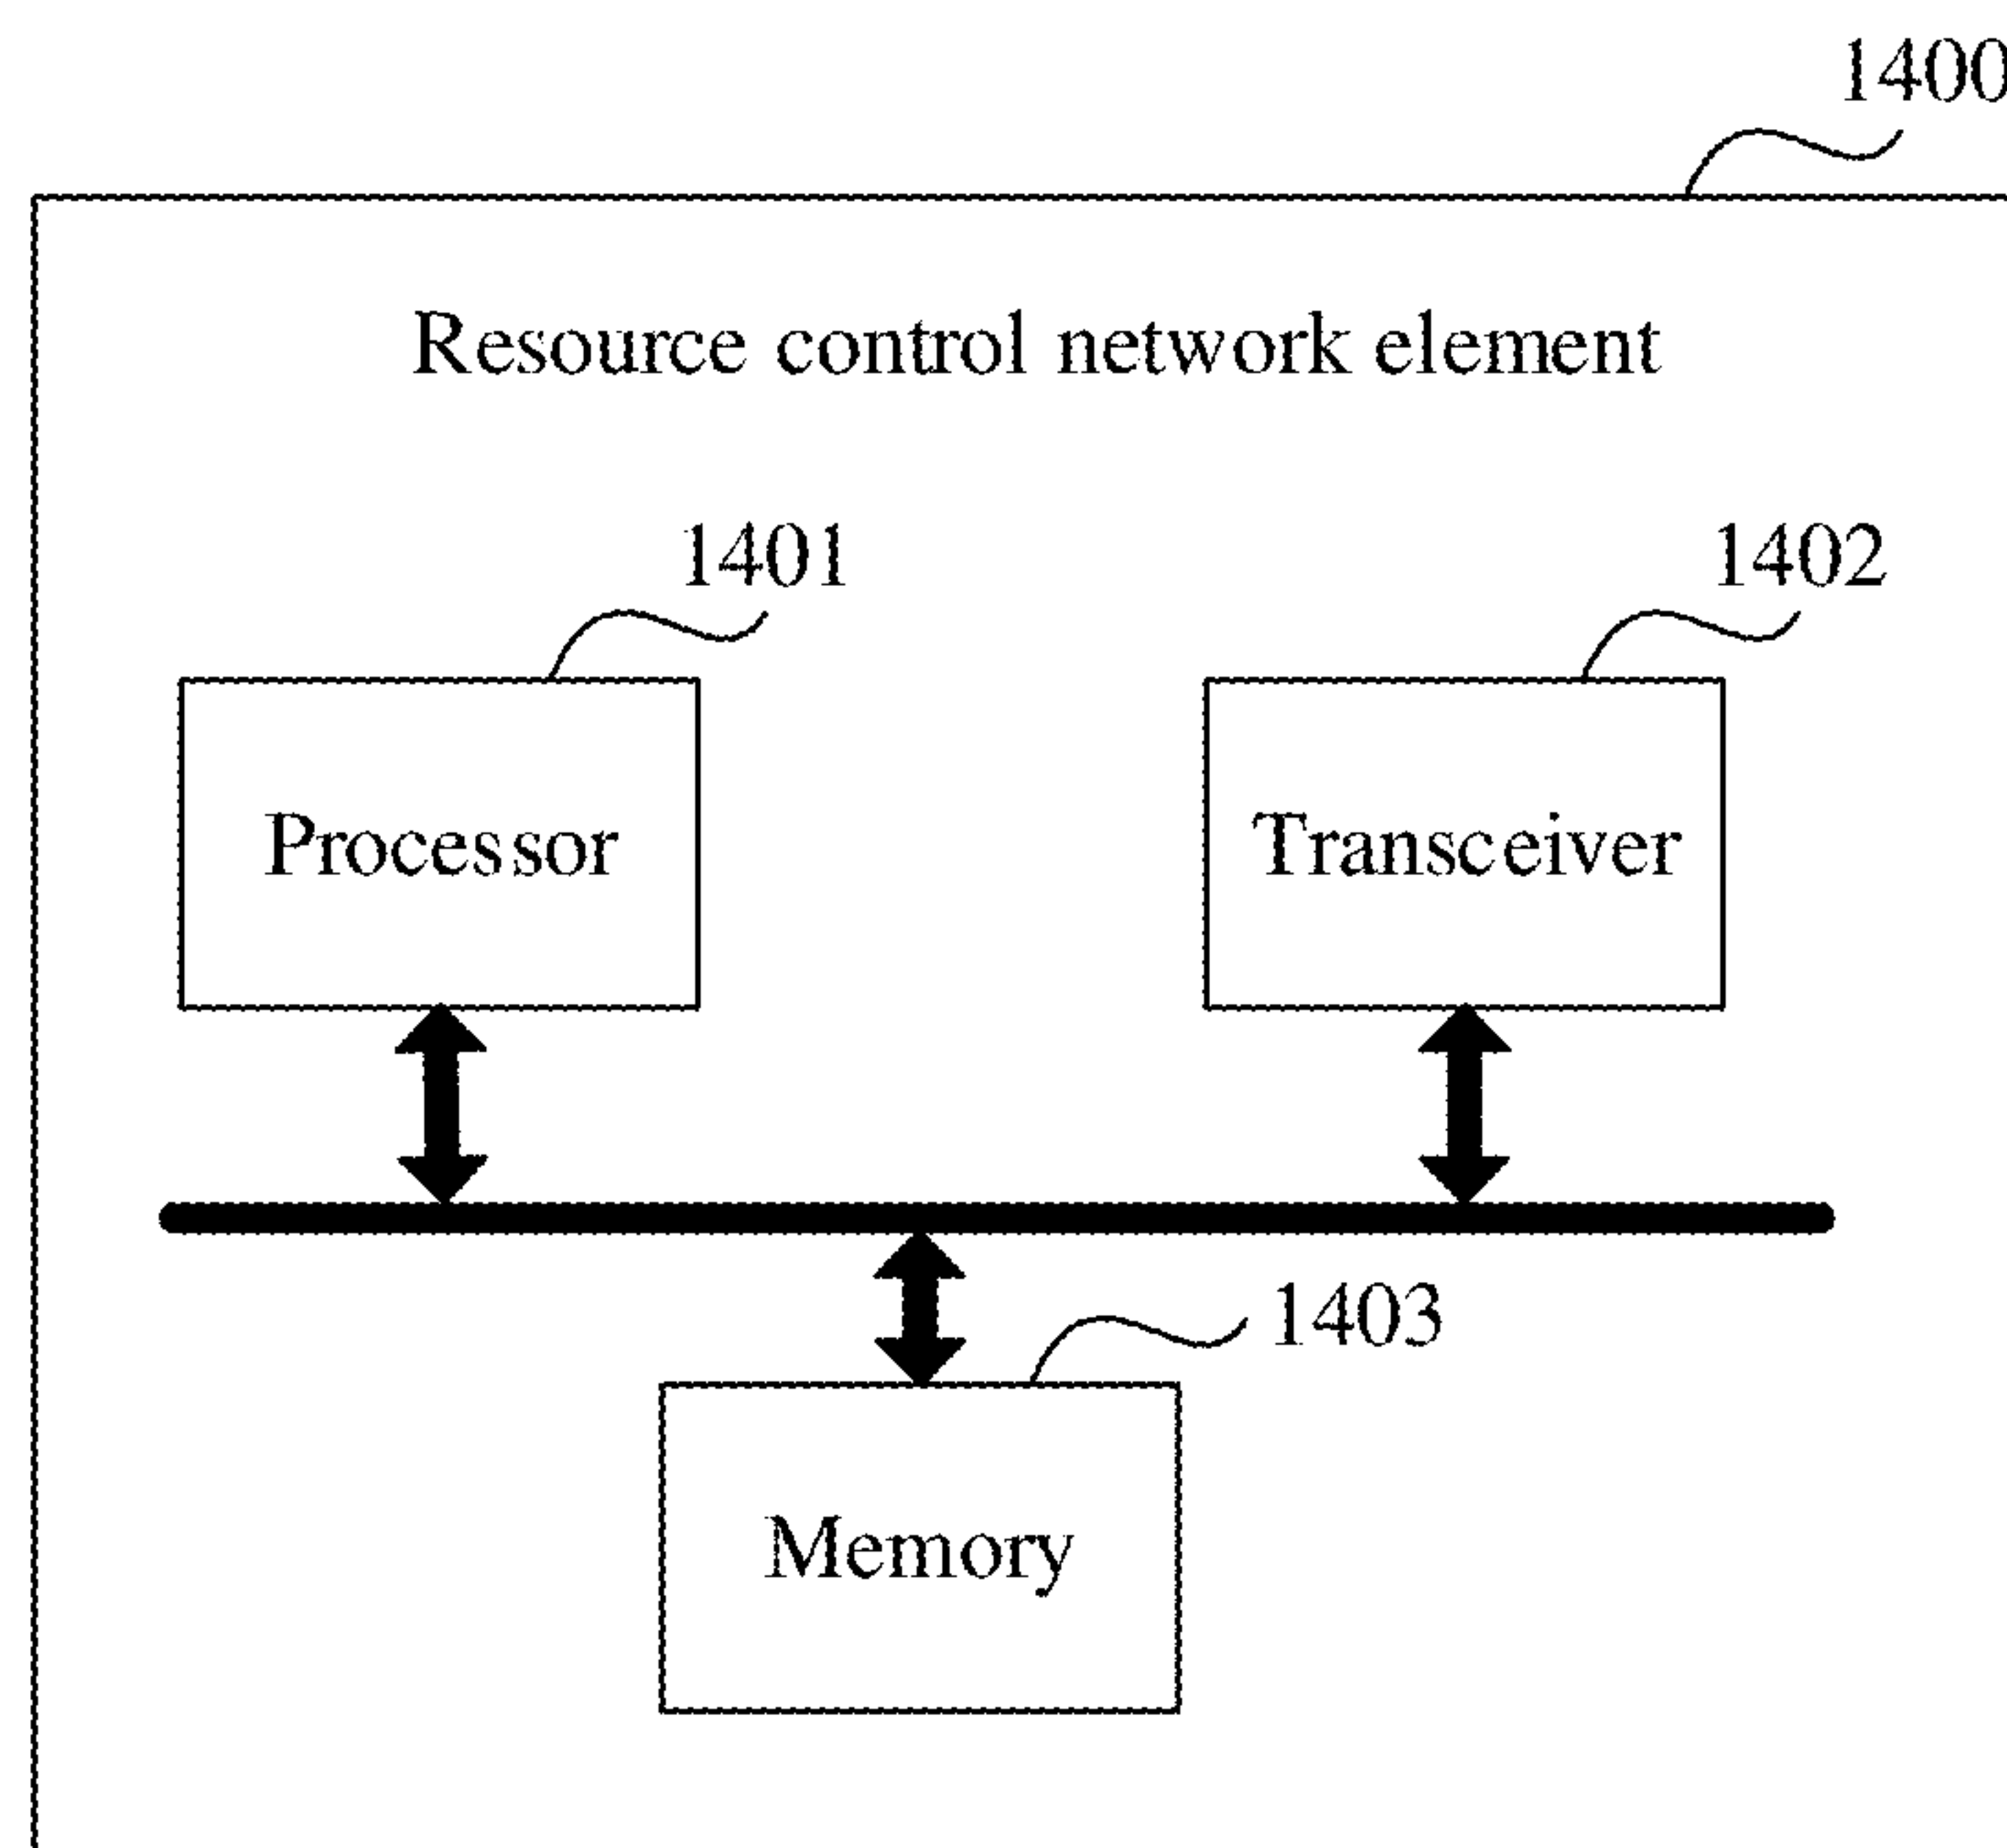 1400
Resource control network element
1401
1402
Processor
Transceiver
1403
Memory